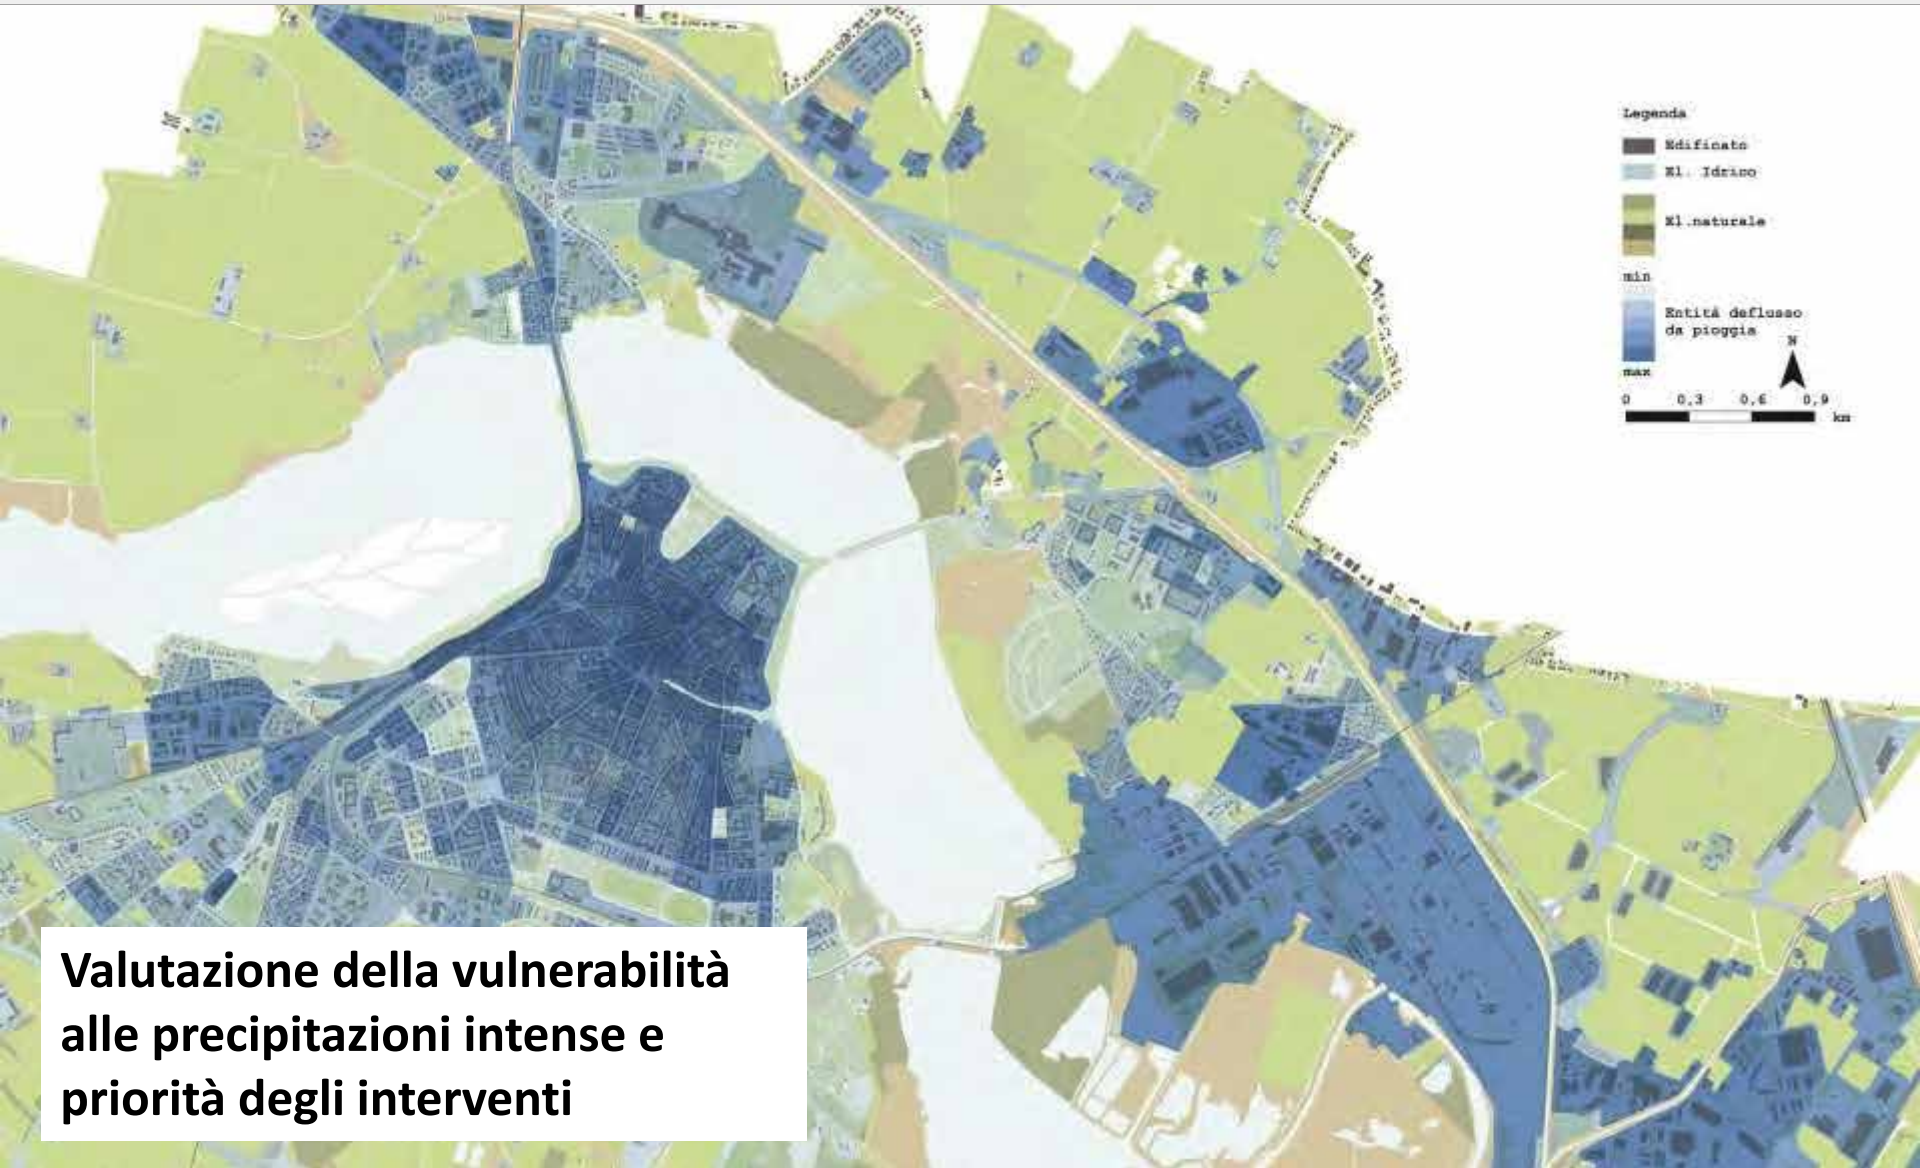 Legenda
Edificato
El. Idrico
El.naturale
min
Entità deflusso
da pioggia
max
N
0 0,3 0,6 0,9
km
Valutazione della vulnerabilità
alle precipitazioni intense e
priorità degli interventi